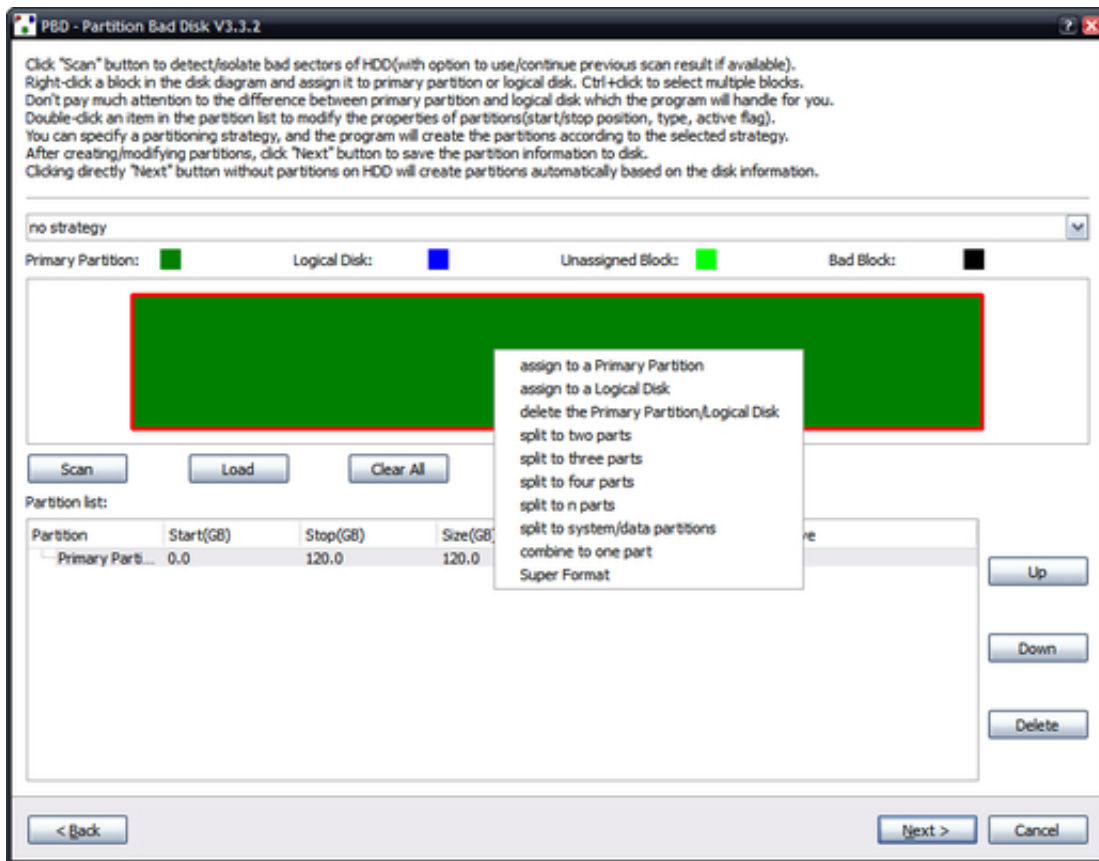 PBD - Partition Bad Disk V3.3.2
Click "Scan" button to detect/isolate bad sectors of HDD(with option to use/continue previous scan result if available).
Right-click a block in the disk diagram and assign it to primary partition or logical disk. Ctrl+click to select multiple blocks.
Don't pay much attention to the difference between primary partition and logical disk which the program will handle for you.
Double-click an item in the partition list to modify the properties of partitions(start/stop position, type, active flag).
You can specify a partitioning strategy, and the program will create the partitions according to the selected strategy.
After creating/modifying partitions, click "Next" button to save the partition information to disk.
Clicking directly "Next" button without partitions on HDD will create partitions automatically based on the disk information.
no strategy
Primary Partition: Logical Disk: Unassigned Block: Bad Block:
assign to a Primary Partition
assign to a Logical Disk
delete the Primary Partition/Logical Disk
split to two parts
split to three parts
split to four parts
split to n parts
split to system/data partitions
combine to one part
Super Format
Scan Load Clear All
Partition list:
Partition Start(GB) Stop(GB) Size(GB
Primary Parti... 0.0 120.0 120.0
Up
Down
Delete
< Back Next > Cancel